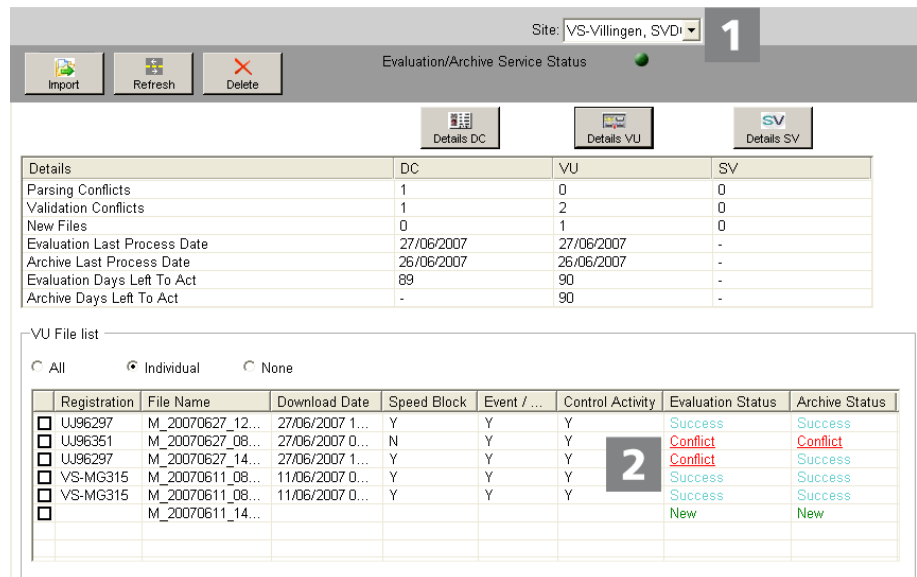 Site: VS-Villingen, SVD 1
Import Refresh Delete Evaluation/Archive Service Status
SV
Details DC Details VU Details SV
Details DC VU SV
Parsing Conflicts 1 0 0
Validation Conflicts 1 2 0
New Files 0 1 0
Evaluation Last Process Date 27/06/2007 27/06/2007 -
Archive Last Process Date 26/06/2007 26/06/2007 -
Evaluation Days Left To Act 89 90 -
Archive Days Left To Act - 90 -
VU File list
All Individual None
Registration File Name Download Date Speed Block Event / ... Control Activity Evaluation Status Archive Status
UJ96297 M_20070627_12... 27/06/2007 1... Y Y Y Success Success
UJ96351 M_20070627_08... 27/06/2007 0... N Y Y Conflict Conflict
UJ96297 M_20070627_14... 27/06/2007 1... Y Y Y Conflict Success
2
VS-MG315 M_20070611_08... 11/06/2007 0... Y Y Y Success Success
VS-MG315 M_20070611_08... 11/06/2007 0... Y Y Y Success Success
M_20070611_14... New New